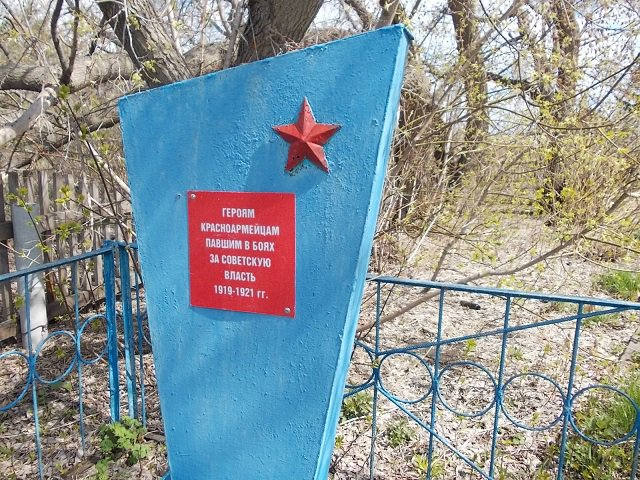 ГЕРОЯМ
КРАСНОАРМЕЙЦАМ
ПАВШИМ В БОЯХ
ЗА СОВЕТСКУЮ
ВЛАСТЬ
1919-1921 гг.